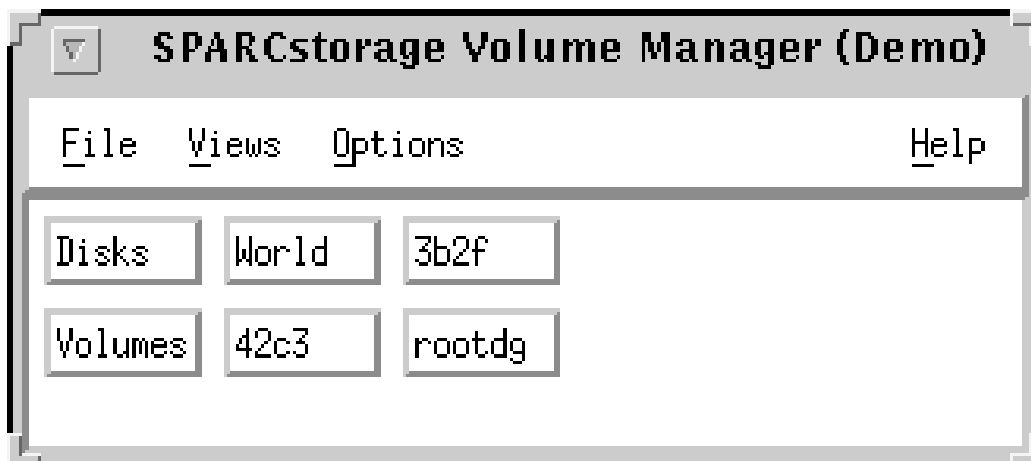 SPARCstorage Volume Manager (Demo)
File Views Options Help
Disks World 3b2f
Volumes 42c3 rootdg